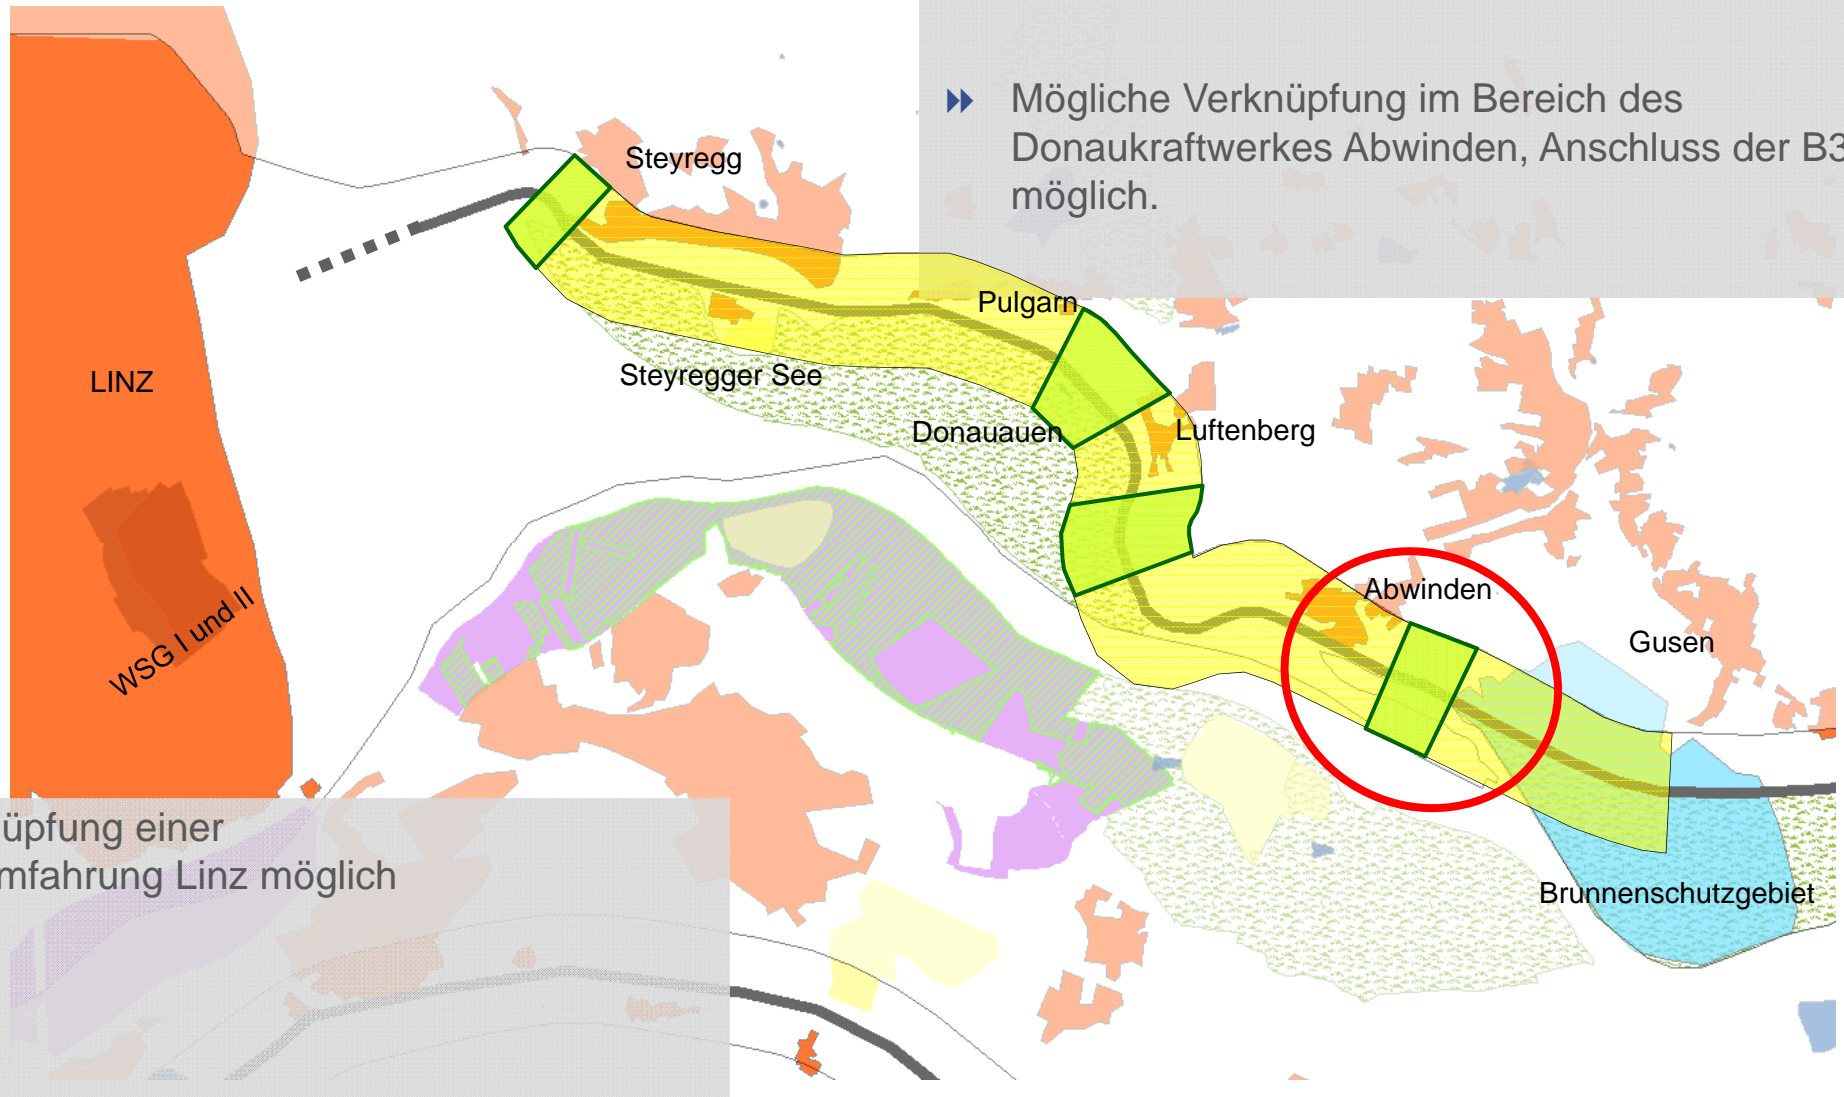 Mögliche Verknüpfung im Bereich des
Donaukraftwerkes Abwinden, Anschluss der B3
möglich.
Steyregg
Pulgarn
LINZ
Steyregger See
Donauauen
Luftenberg
Abwinden
WSG I und II
Gusen
üpfung einer
mfahrung Linz möglich
Brunnenschutzgebiet